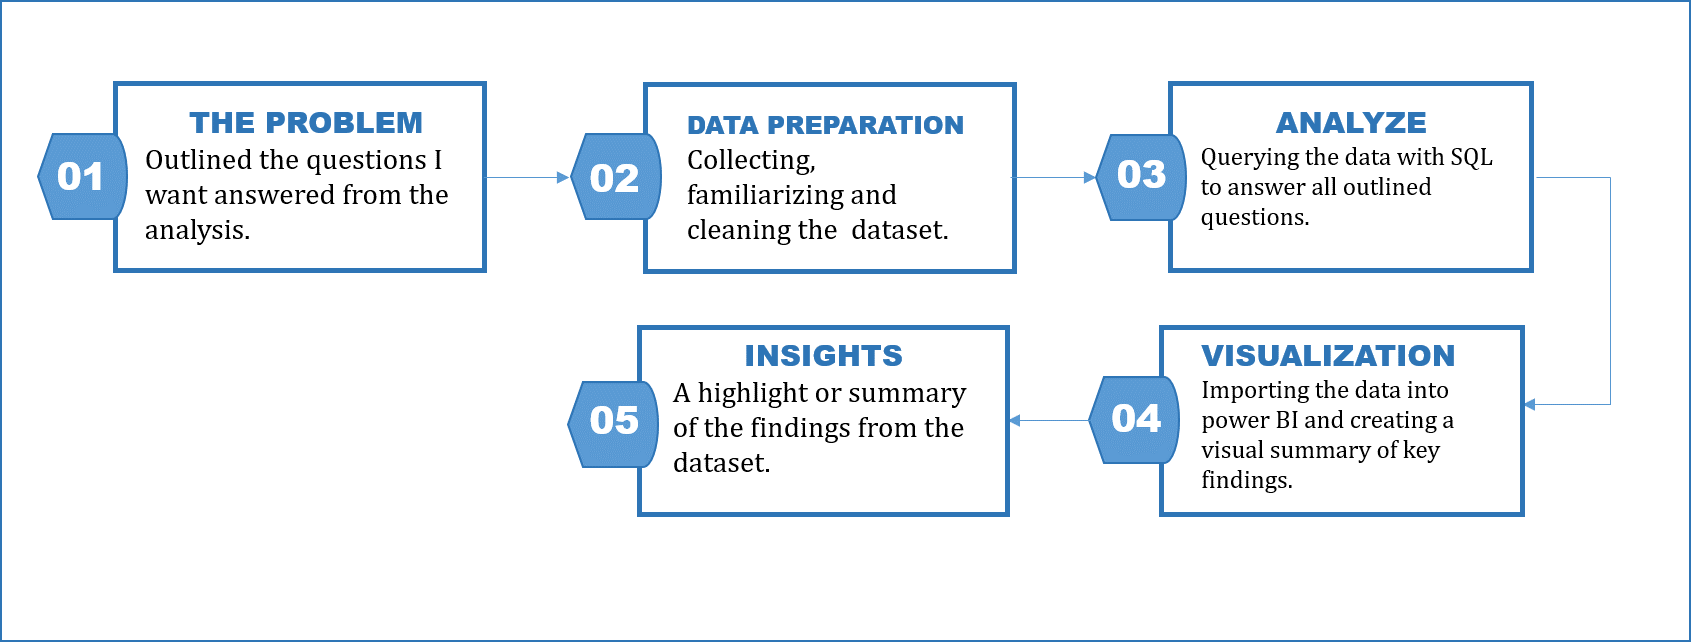 01
THE PROBLEM
Outlined the questions I
want answered from the
analysis.
02
DATA PREPARATION
Collecting,
familiarizing and
cleaning the  dataset.
03
ANALYZE
Querying the data with SQL
to answer all outlined
questions.
04
VISUALIZATION
Importing the data into
power BI and creating a
visual summary of key
findings.
05
INSIGHTS
A highlight or summary
of the findings from the
dataset.